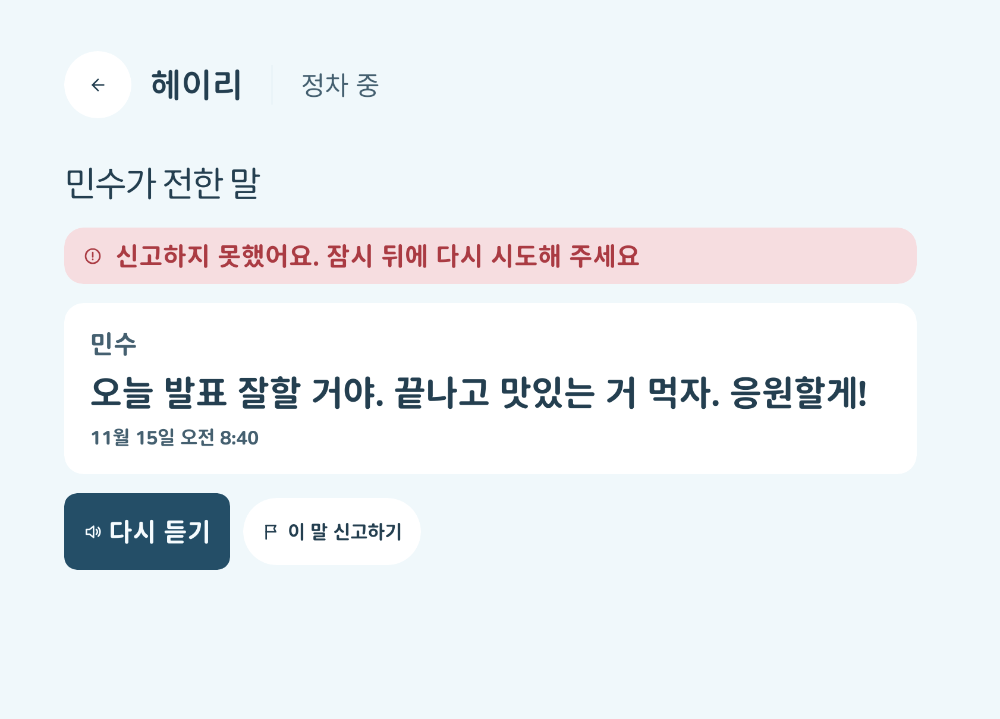 헤이리
정차 중
민수가 전한 말
신고하지 못했어요. 잠시 뒤에 다시 시도해 주세요
민수
오늘 발표 잘할 거야. 끝나고 맛있는 거 먹자. 응원할게!
11월 15일 오전 8:40
다시 듣기
이 말 신고하기